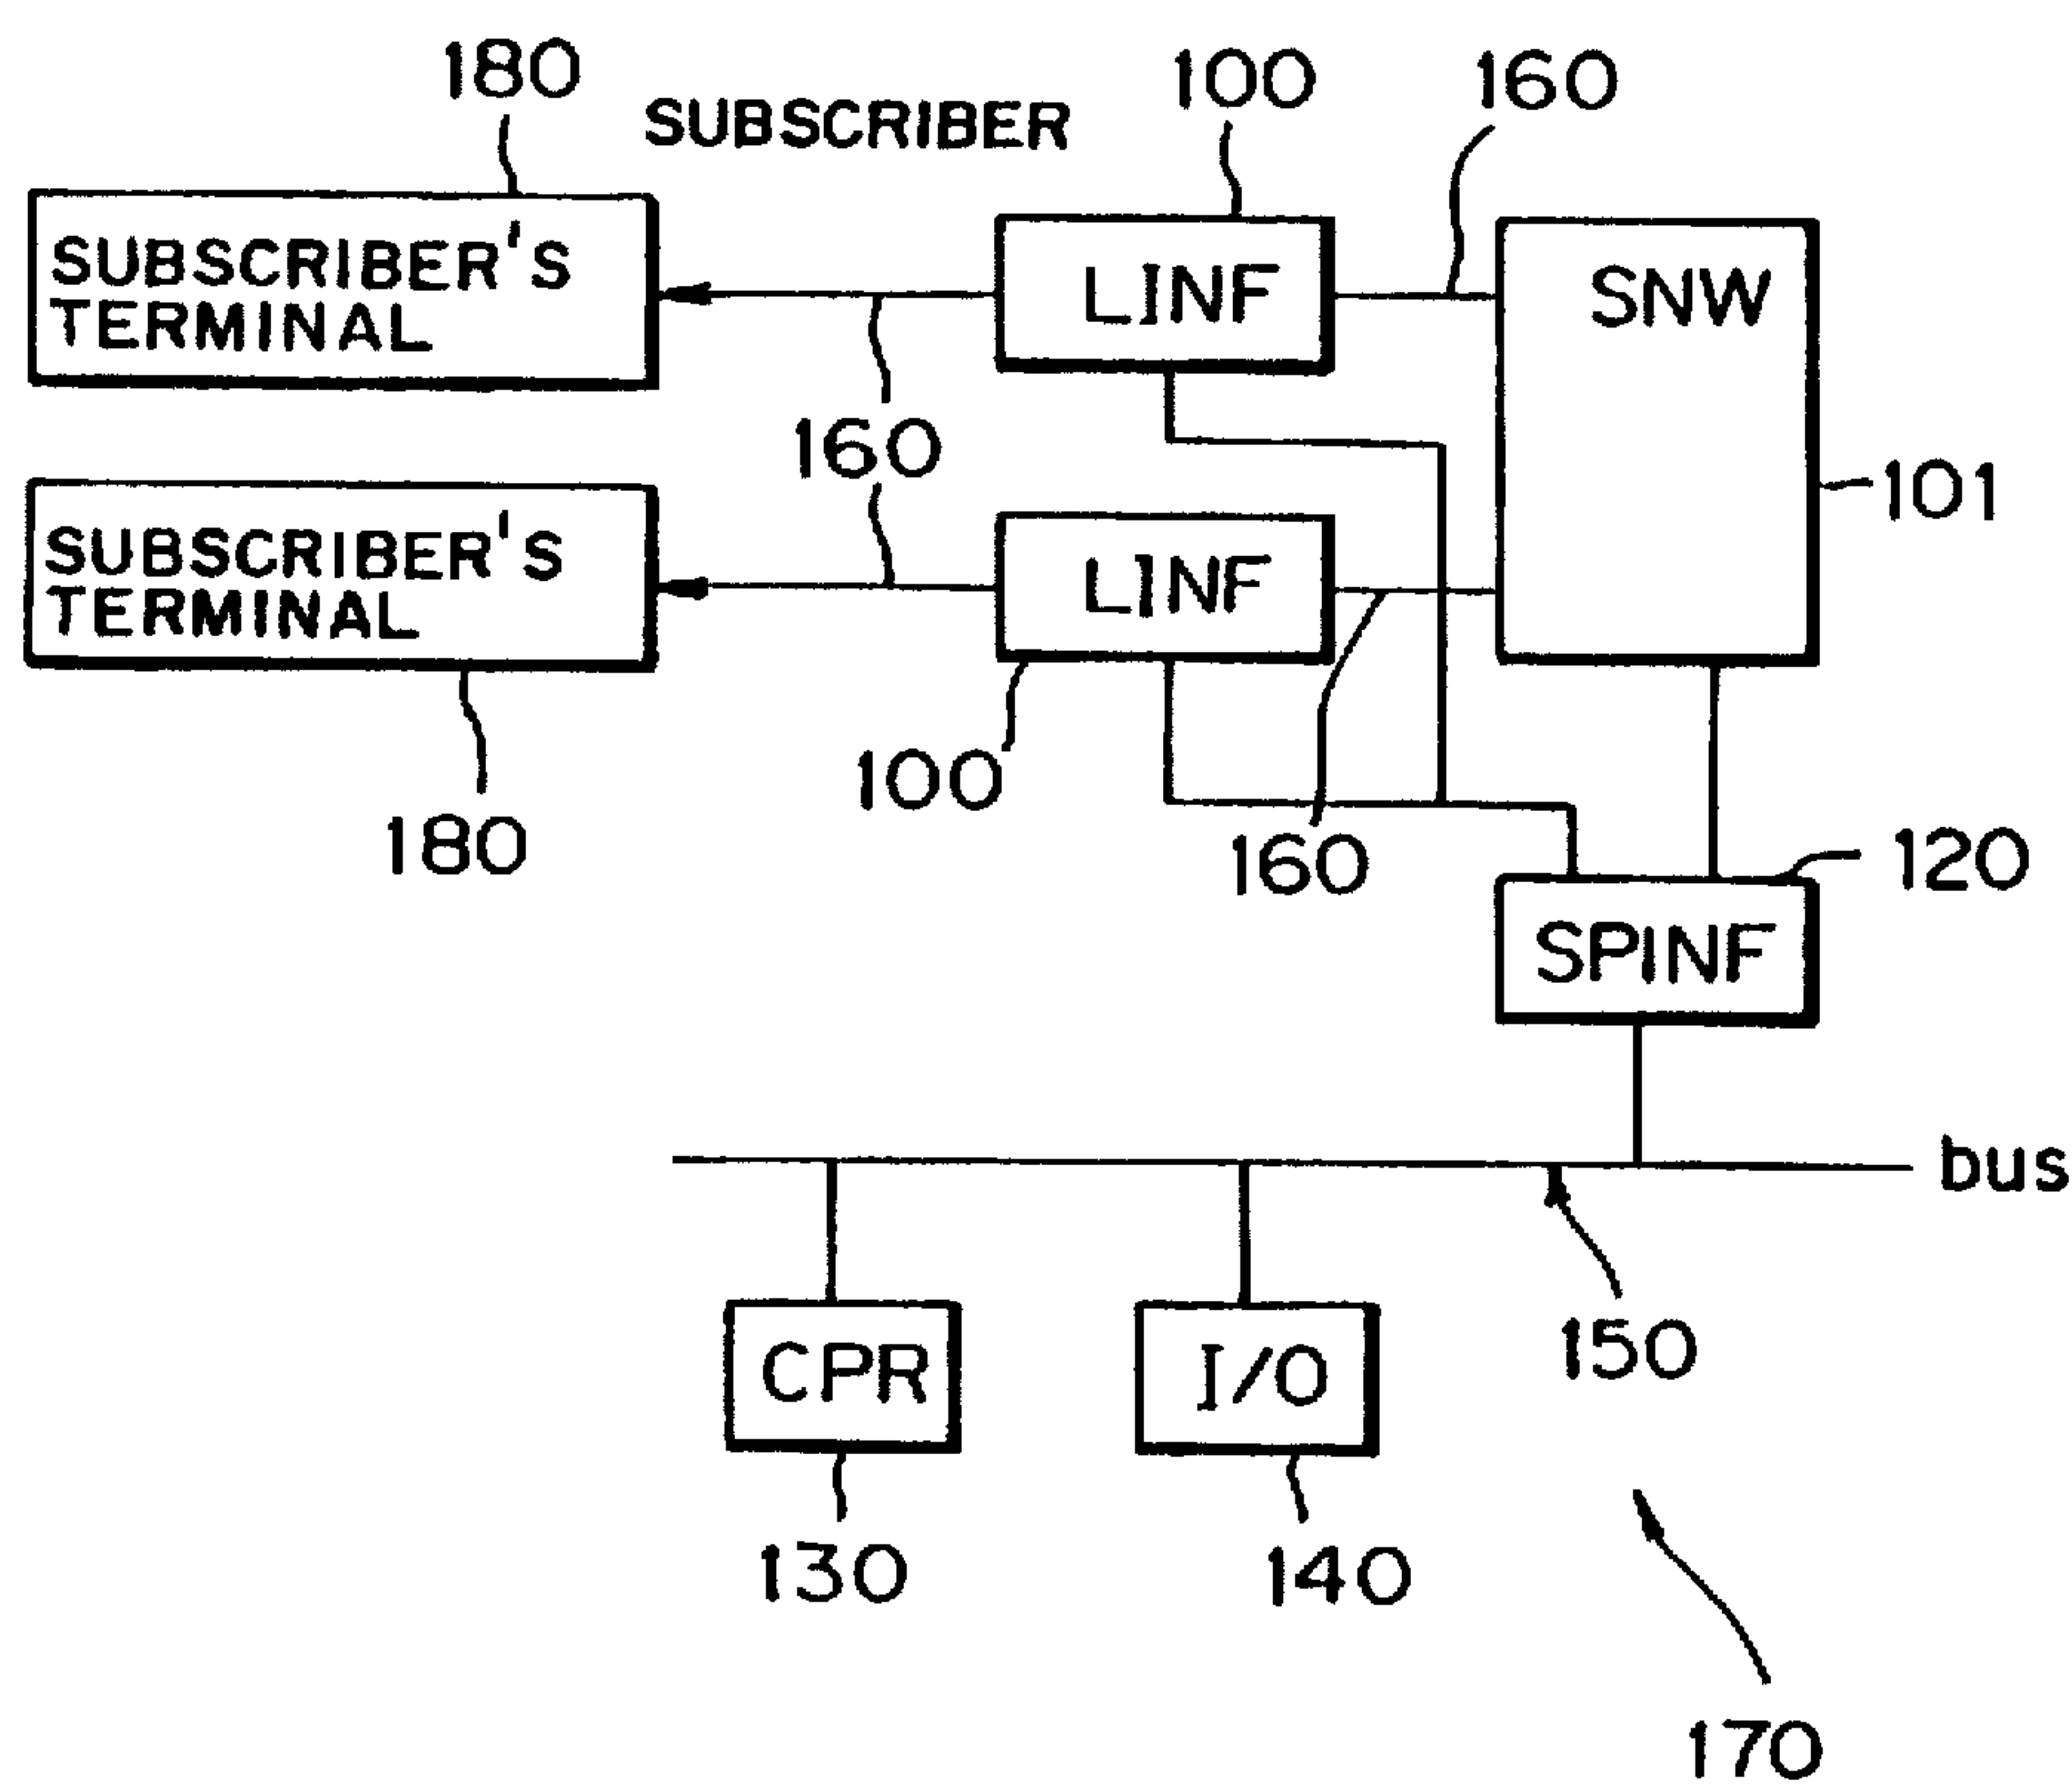 180
SUBSCRIBER
100
160
SUBSCRIBER'S
TERMINAL
LINF
SNW
160
101
SUBSCRIBER'S
TERMINAL
LINF
100
180
160
120
SPINF
bus
150
CPR
I/O
130
140
170